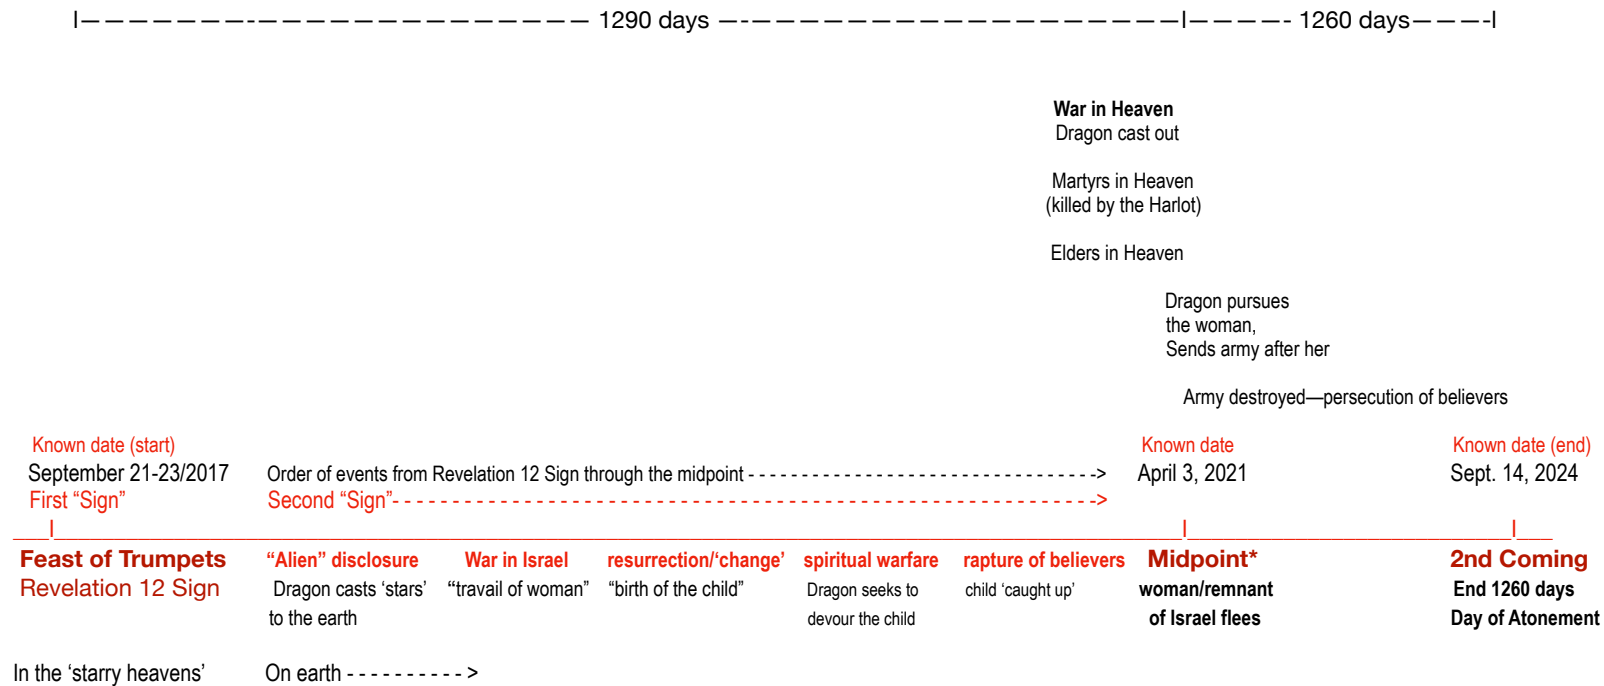 I— — — — — — — -— — — — — — — — — — — — — 1290 days —-— — — — — — — — — — — — — — — — —I— — — —- 1260 days— — —-I
War in Heaven
Dragon cast out
Martyrs in Heaven
(killed by the Harlot)
Elders in Heaven
Dragon pursues
the woman,
Sends army after her
Army destroyed—persecution of believers
Known date (start) Known date Known date (end)
September 21-23/2017 Order of events from Revelation 12 Sign through the midpoint - - - - - - - - - - - - - - - - - - - - - - - - - - - - - - -> April 3, 2021 Sept. 14, 2024
First “Sign” Second “Sign”- - - - - - - - - - - - - - - - - - - - - - - - - - - - - - - - - - - - - - - - - - - - - - - - - - - - - - - - - - ->
Feast of Trumpets “Alien” disclosure War in Israel resurrection/‘change’ spiritual warfare rapture of believers Midpoint* 2nd Coming
Revelation 12 Sign Dragon casts ‘stars’ “travail of woman” “birth of the child” Dragon seeks to child ‘caught up’ woman/remnant End 1260 days
to the earth devour the child of Israel flees Day of Atonement
In the ‘starry heavens’ On earth - - - - - - - - - - >